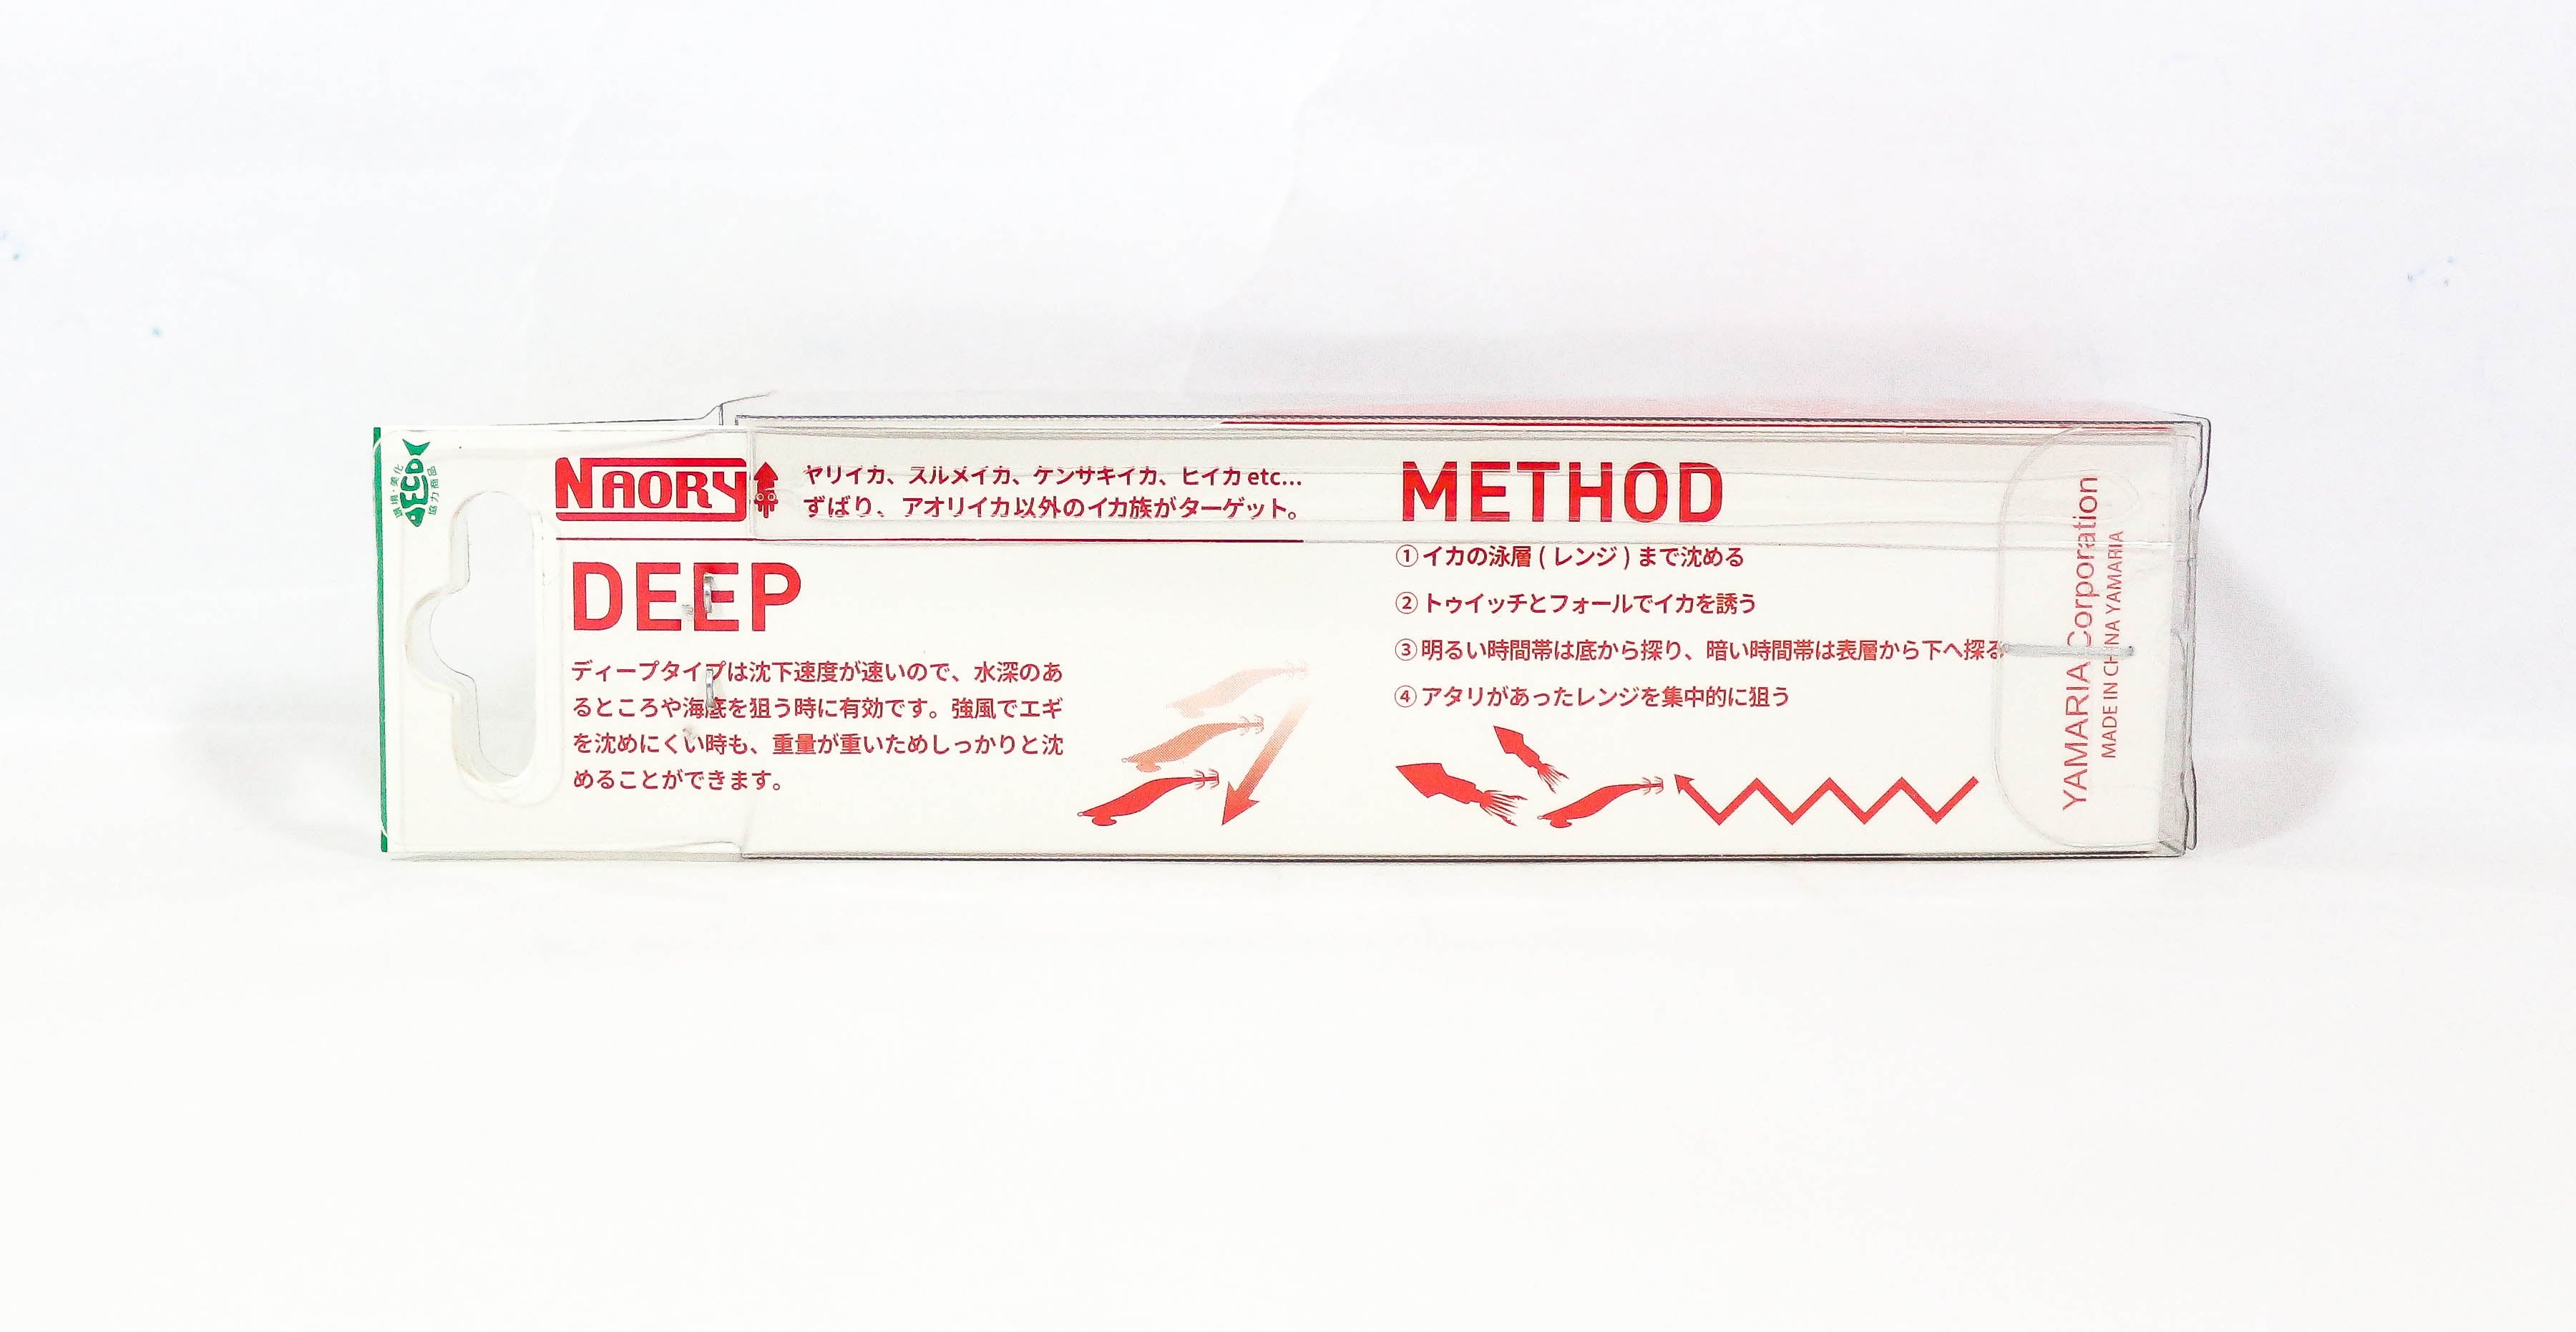 環境・美化
DECO
協力商品
NAORY
ヤリイカ、スルメイカ、ケンサキイカ、ヒイカ etc...
ずばり、アオリイカ以外のイカ族がターゲット。
DEEP
ディープタイプは沈下速度が速いので、水深のあ
るところや海底を狙う時に有効です。強風でエギ
を沈めにくい時も、重量が重いためしっかりと沈
めることができます。
METHOD
①イカの泳層 ( レンジ ) まで沈める
②トゥイッチとフォールでイカを誘う
③明るい時間帯は底から探り、暗い時間帯は表層から下へ探る
④アタリがあったレンジを集中的に狙う
YAMARIA Corporation
MADE IN CHINA YAMARIA